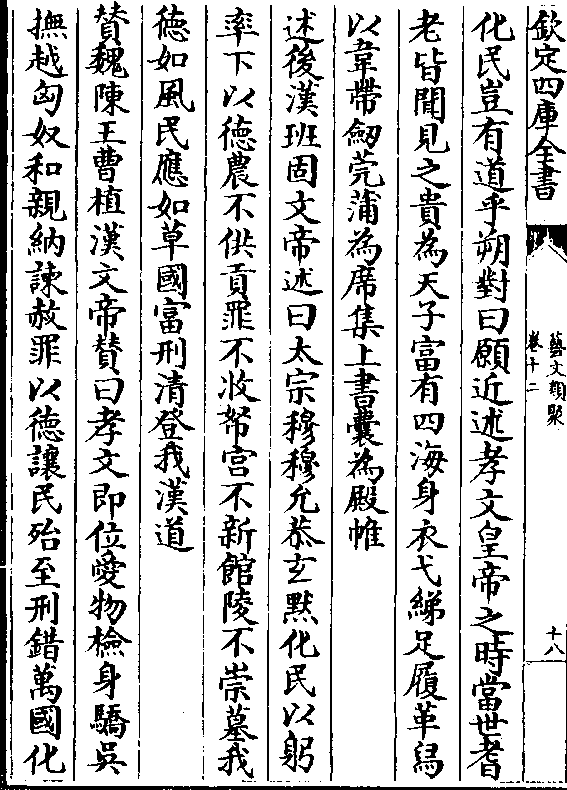 欽定四庫全書
藝文類聚
卷十二
十八
化民豈有道乎朔對曰願近述孝文皇帝之時當世耆
老皆聞見之貴為天子富有四海身衣弋綈足履革舄
以韋帶劒莞蒲為席集上書囊為殿帷
述後漢班固文帝述曰太宗穆穆允恭玄黙化民以躬
率下以徳農不供貢罪不收帑宫不新館陵不崇墓我
徳如風民應如草國富刑清登我漢道
賛魏陳王曹植漢文帝賛曰孝文即位愛物檢身驕吳
撫越匈奴和親納諫赦罪以徳讓民殆至刑錯萬國化